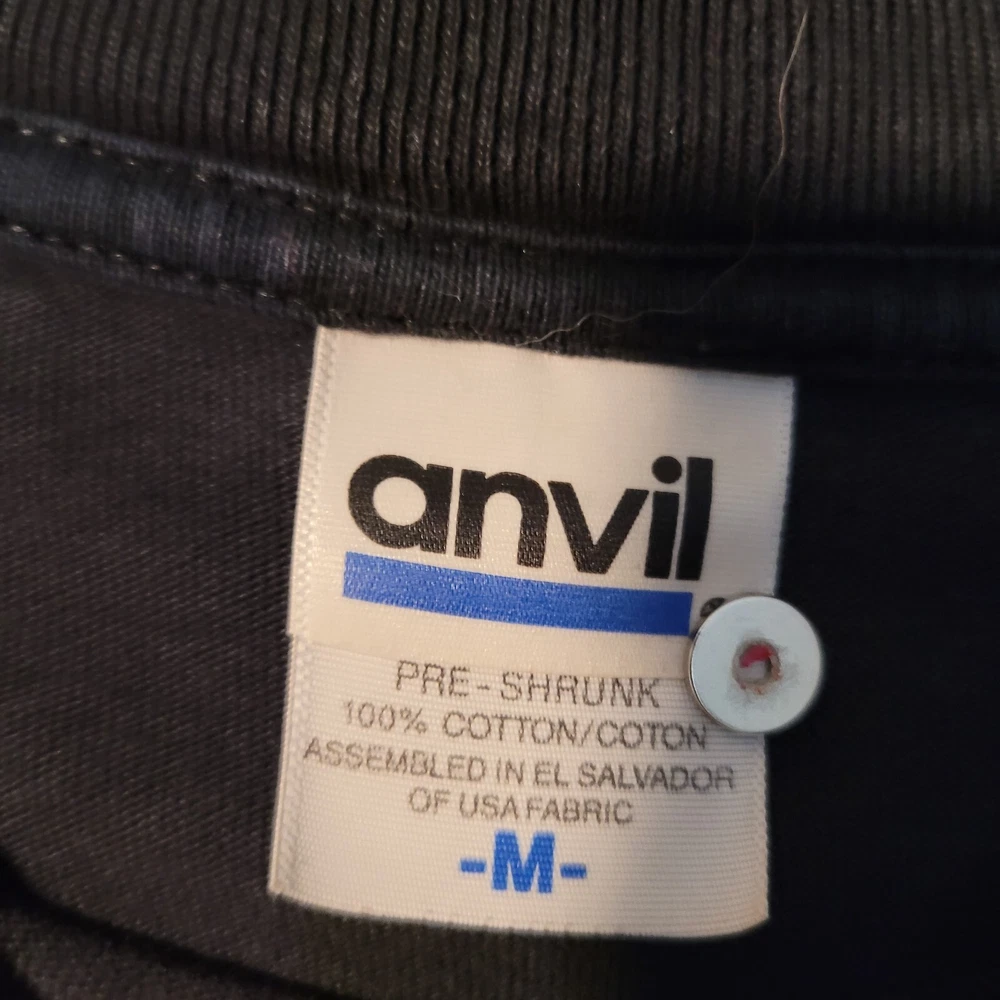 anvil
PRE-SHRUNK
100% COTTON/COTON
ASSEMBLED IN EL SALVADOR
OF USA FABRIC
-M-